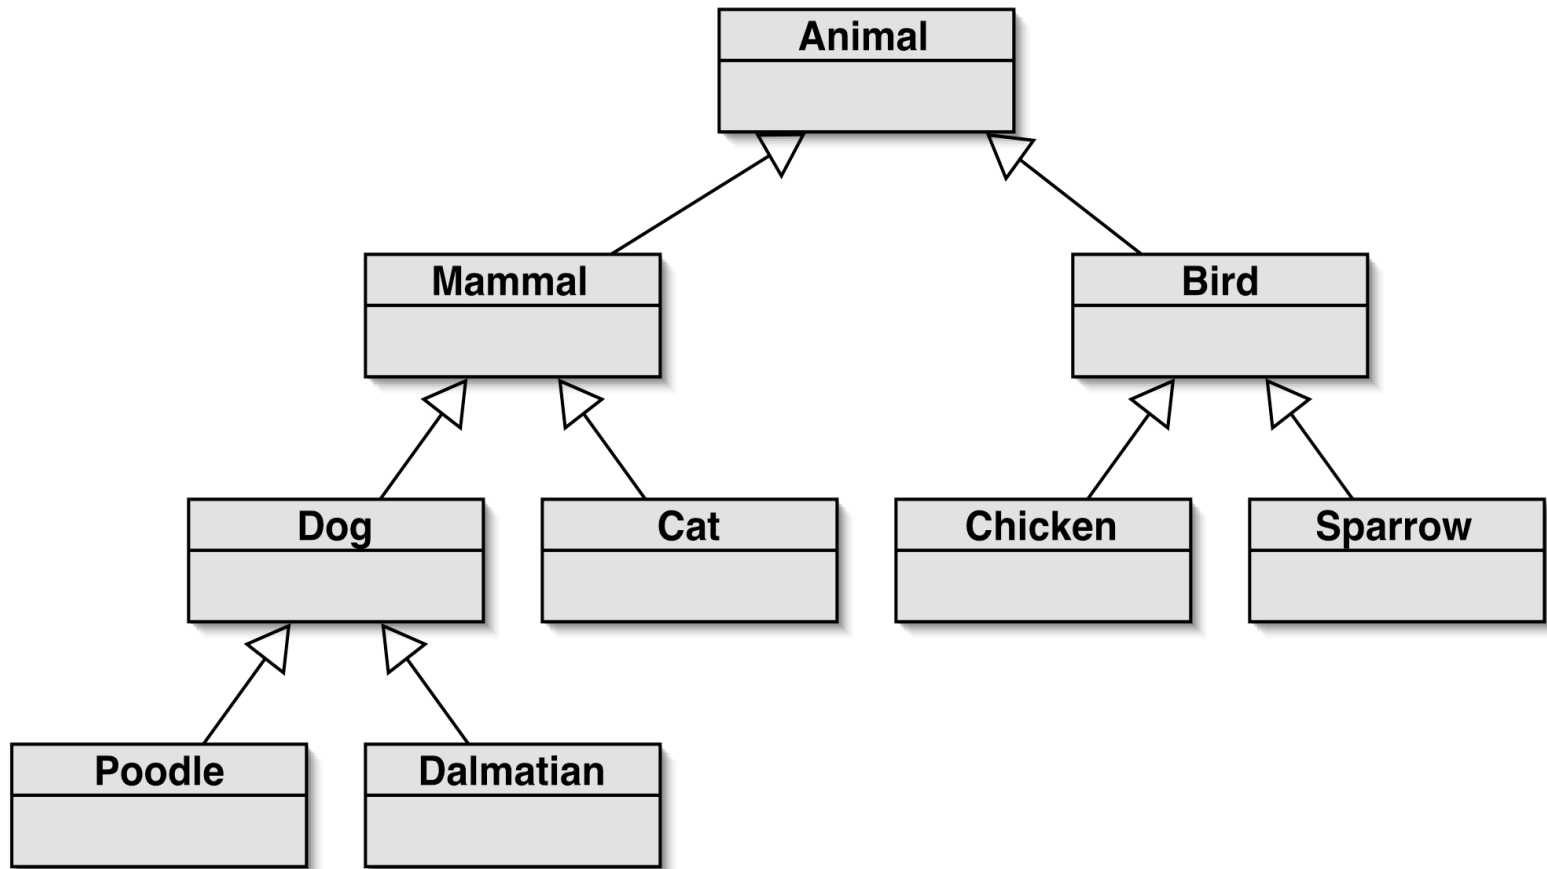 Animal
Mammal
Bird
Dog
Cat
Chicken
Sparrow
Poodle
Dalmatian